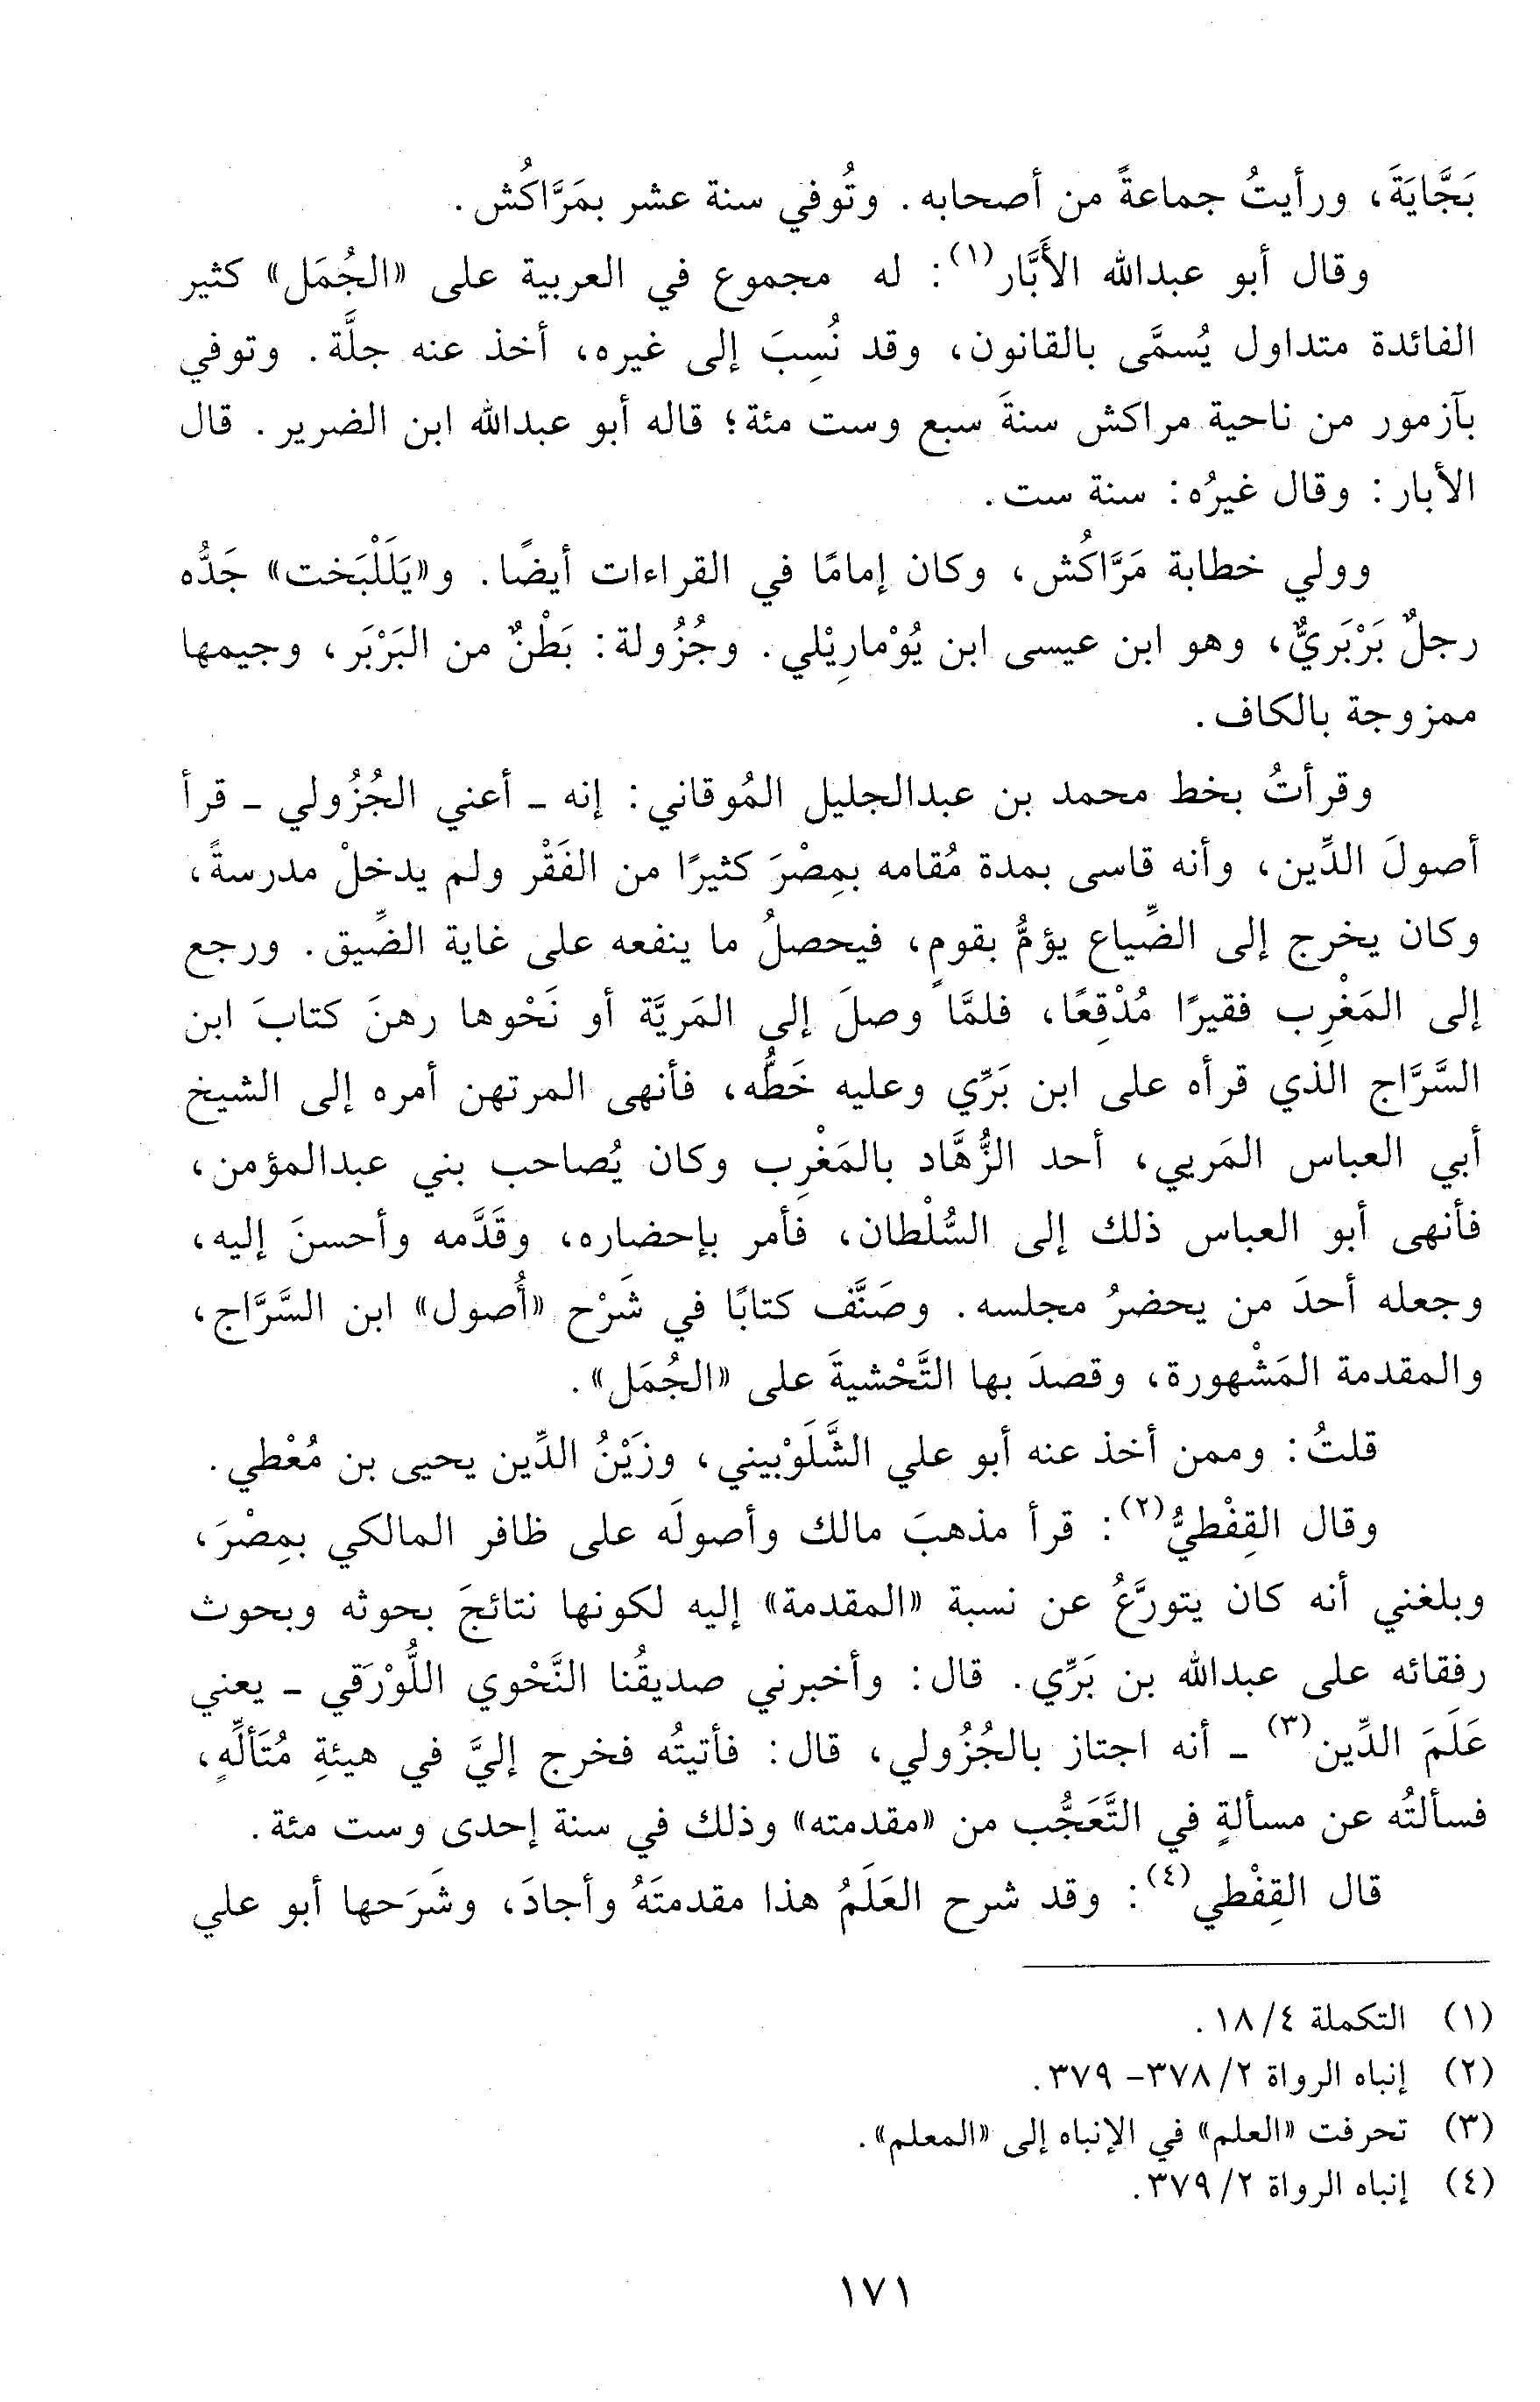 بَجَّايَةَ، ورأيتُ جماعةً من أصحابه. وتُوفي سنة عشر بمَرَّاكُش.
وقال أبو عبدالله الأبَّار(١): له مجموع في العربية على «الجُمَل» كثير
الفائدة متداول يُسمَّى بالقانون، وقد نُسِبَ إلى غيره، أخذ عنه جلَّة. وتوفي
بآزمور من ناحية مراكش سنةَ سبع وست مئة؛ قاله أبو عبدالله ابن الضرير. قال
الأبار: وقال غيرُه: سنة ست.
وولي خطابة مَرَّاكُش، وكان إمامًا في القراءات أيضًا. و«يَلَلْبَخت» جَدُّه
رجلٌ بَرْبَريٌّ، وهو ابن عيسى ابن يُوْمارِيْلي. وجُزُولة: بَطْنٌ من البَرْبَر، وجيمها
ممزوجة بالكاف.
وقرأتُ بخط محمد بن عبدالجليل المُوقاني: إنه - أعني الجُزُولي - قرأ
أصولَ الدِّين، وأنه قاسى بمدة مُقامه بمِصْرَ كثيرًا من الفَقْر ولم يدخلْ مدرسةً،
وكان يخرج إلى الضِّياع يؤمُّ بقومٍ، فيحصلُ ما ينفعه على غاية الضِّيق. ورجع
إلى المَغْرِب فقيرًا مُدْقِعًا، فلمَّا وصلَ إلى المَريَّة أو نَحْوها رهنَ كتابَ ابن
السَّرَّاج الذي قرأه على ابن بَرِّي وعليه خَطُّه، فأنهى المرتهن أمره إلى الشيخ
أبي العباس المَريي، أحد الزُّهَّاد بالمَغْرِب وكان يُصاحب بني عبدالمؤمن،
فأنهى أبو العباس ذلك إلى السُّلْطان، فأمر بإحضاره، وقَدَّمه وأحسنَ إليه،
وجعله أحدَ من يحضرُ مجلسه. وصَنَّف كتابًا في شَرْح «أُصول» ابن السَّرَّاج،
والمقدمة المَشْهورة، وقصدَ بها التَّحْشيةَ على «الجُمَل».
قلتُ: وممن أخذ عنه أبو علي الشَّلَوْبيني، وزَيْنُ الدِّين يحيى بن مُعْطي.
وقال القِفْطيُّ(٢): قرأ مذهبَ مالك وأصولَه على ظافر المالكي بمِصْرَ،
وبلغني أنه كان يتورَّعُ عن نسبة «المقدمة» إليه لكونها نتائجَ بحوثه وبحوث
رفقائه على عبدالله بن بَرِّي. قال: وأخبرني صديقُنا النَّحْوي اللُّوْرَقي - يعني
عَلَمَ الدِّين(٣) - أنه اجتاز بالجُزُولي، قال: فأتيتُه فخرج إليَّ في هيئةِ مُتَألِّهٍ،
فسألتُه عن مسألةٍ في التَّعَجُّب من «مقدمته» وذلك في سنة إحدى وست مئة.
قال القِفْطي(٤): وقد شرح العَلَمُ هذا مقدمتَهُ وأجادَ، وشَرَحها أبو علي
(١) التكملة ٤/١٨.
(٢) إنباه الرواة ٢/ ٣٧٨- ٣٧٩.
(٣) تحرفت «العلم» في الإنباه إلى «المعلم».
(٤) إنباه الرواة ٢/ ٣٧٩.
١٧١